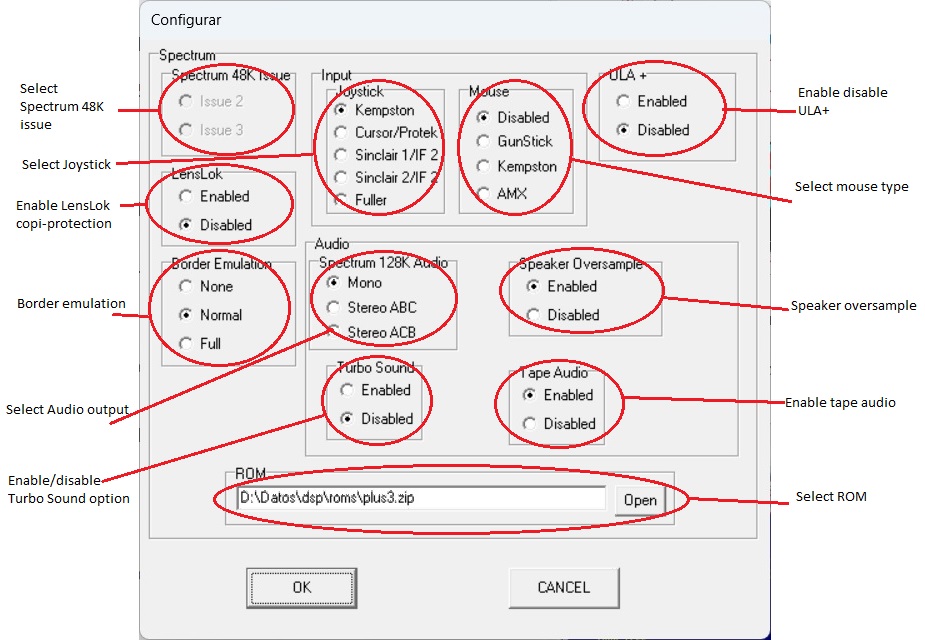 Configurar
Spectrum
Spectrum 48K Issue
Issue 2
Issue 3
Input
Joystick
Kempston
Cursor/Protek
Sinclair 1/IF 2
Sinclair 2/IF 2
Fuller
Mouse
Disabled
GunStick
Kempston
AMX
ULA +
Enabled
Disabled
LensLok
Enabled
Disabled
Border Emulation
None
Normal
Full
Audio
Spectrum 128K Audio
Mono
Stereo ABC
Stereo ACB
Speaker Oversample
Enabled
Disabled
Turbo Sound
Enabled
Disabled
Tape Audio
Enabled
Disabled
ROM
D:\Datos\dsp\roms\plus3.zip
Open
OK
CANCEL
Select
Spectrum 48K
issue
Select Joystick
Enable LensLok
copi-protection
Border emulation
Select Audio output
Enable/disable
Turbo Sound option
Enable disable
ULA+
Select mouse type
Speaker oversample
Enable tape audio
Select ROM